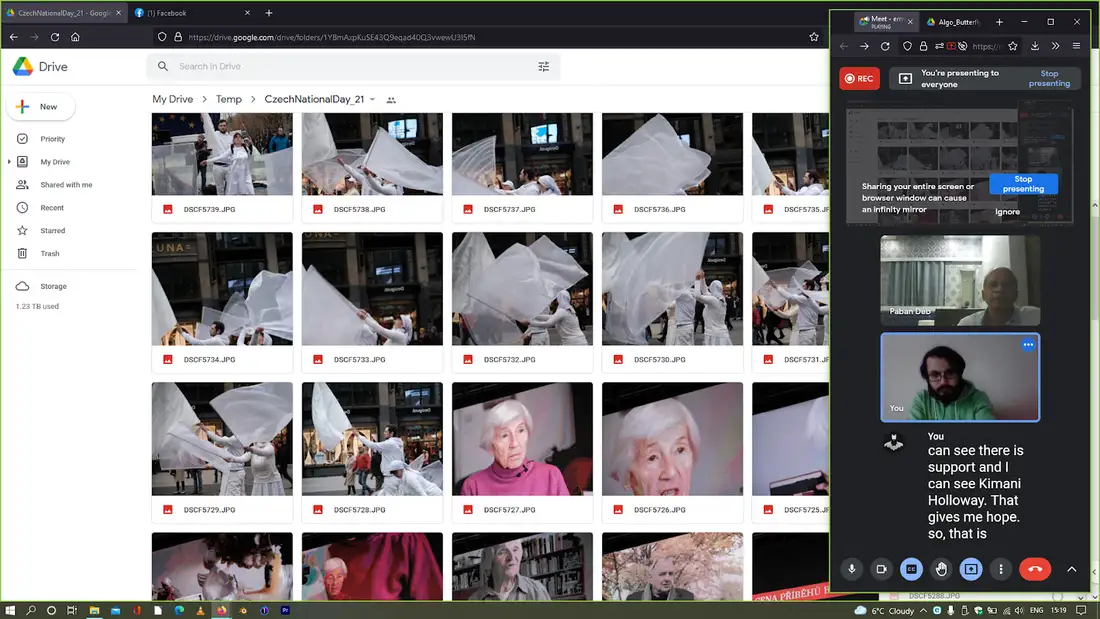 CzechNationalDay_21 - Google
(1) Facebook
https://drive.google.com/drive/folders/
Drive
Search in Drive
New
Priority
My Drive
Shared with me
Recent
Starred
Trash
Storage
1.23 TB used
My Drive > Temp > CzechNationalDay_21
DSCF5739.JPG
DSCF5738.JPG
DSCF5737.JPG
DSCF5736.JPG
DSCF5735.
UNA=
Desigual
DSCF5734.JPG
DSCF5733.JPG
DSCF5732.JPG
DSCF5730.JPG
DSCF5731.JPG
DSCF5729.JPG
DSCF5728.JPG
DSCF5727.JPG
DSCF5726.JPG
DSCF5725.JPG
CENA PŘÍBĚHŮ
DSCF5288.JPG
Meet -
PLAYING
Algo_Butterfl
https://
REC
You're presenting to
everyone
Stop
presenting
Sharing your entire screen or
browser window can cause
an infinity mirror
Stop
presenting
Ignore
Paban Deb
You
You
can see there is
support and I
can see Kimani
Holloway. That
gives me hope.
so, that is
6°C Cloudy
ENG
15:19